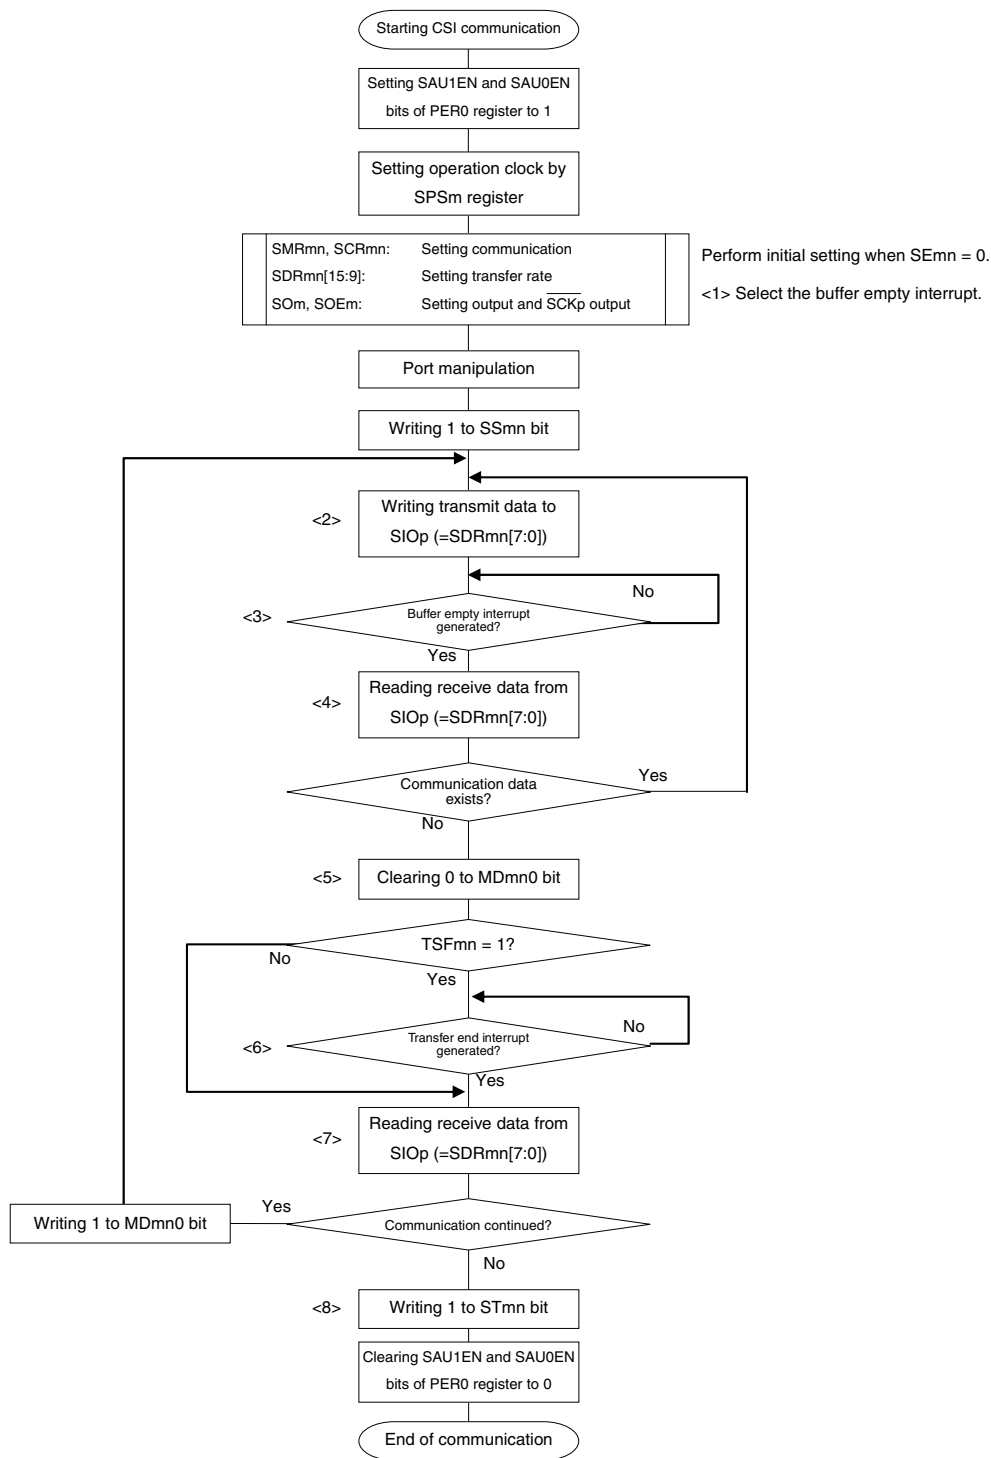 Starting CSI communication
Setting SAU1EN and SAU0EN
bits of PER0 register to 1
Setting operation clock by
SPSm register
SMRmn, SCRmn: Setting communication
SDRmn[15:9]: Setting transfer rate
SOm, SOEm: Setting output and SCKp output
Perform initial setting when SEmn = 0.
<1> Select the buffer empty interrupt.
Port manipulation
Writing 1 to SSmn bit
<2>
Writing transmit data to
SIOp (=SDRmn[7:0])
No
<3>
Buffer empty interrupt
generated?
Yes
<4>
Reading receive data from
SIOp (=SDRmn[7:0])
Communication data
exists?
Yes
No
<5>
Clearing 0 to MDmn0 bit
TSFmn = 1?
No
Yes
No
<6>
Transfer end interrupt
generated?
Yes
<7>
Reading receive data from
SIOp (=SDRmn[7:0])
Yes
Writing 1 to MDmn0 bit
Communication continued?
No
<8>
Writing 1 to STmn bit
Clearing SAU1EN and SAU0EN
bits of PER0 register to 0
End of communication